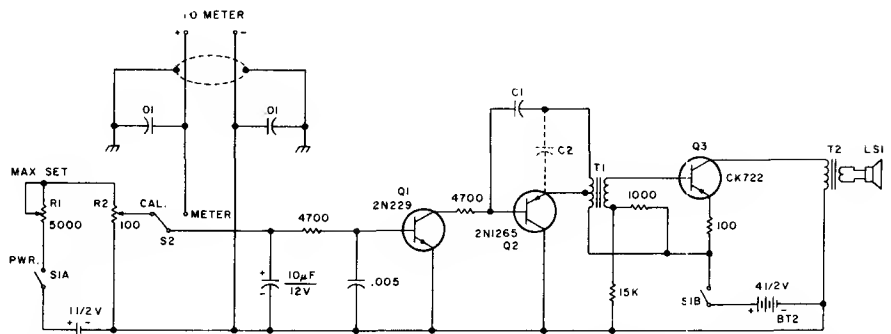 TO METER
+ -
.01
.01
C1
C2
T1
Q3
CK722
T2
LS1
MAX SET
R1
5000
R2
100
CAL.
METER
S2
4700
Q1
2N229
4700
2N1265
Q2
1000
100
PWR.
S1A
10µF
12V
+
-
.005
15K
S1B
4 1/2V
+ -
BT2
1 1/2 V
+ -